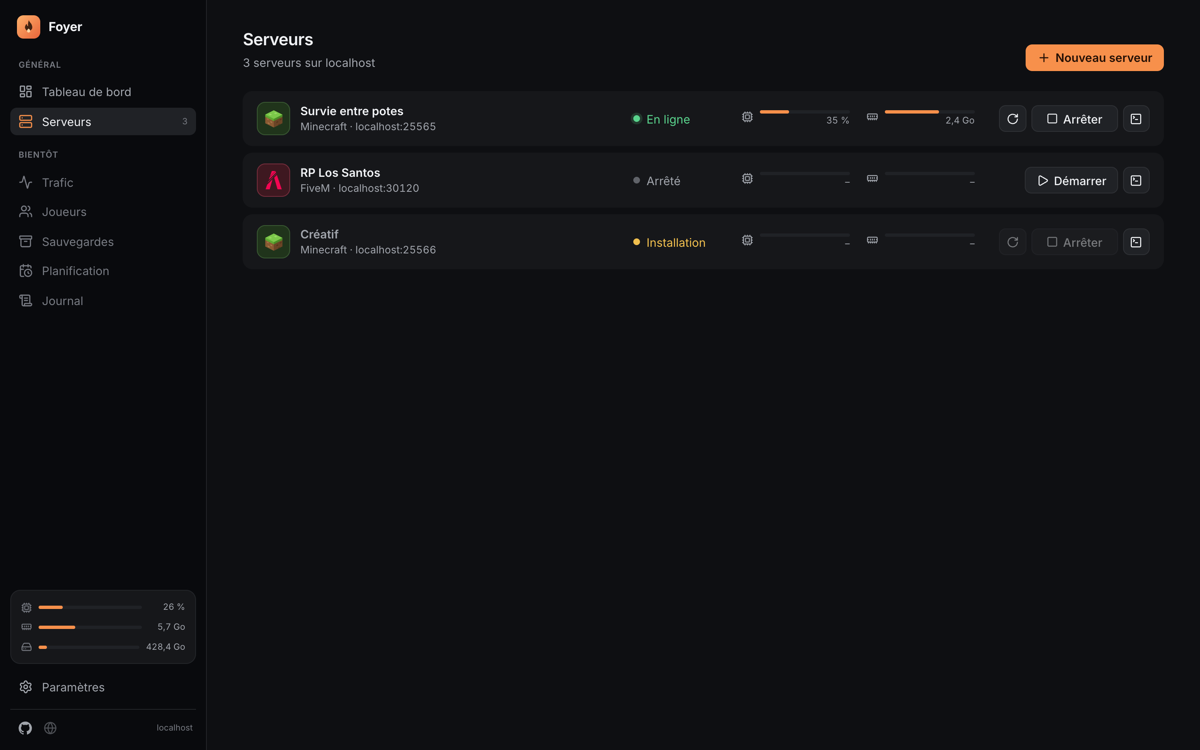 Foyer
GÉNÉRAL
Tableau de bord
Serveurs 3
BIENTÔT
Trafic
Joueurs
Sauvegardes
Planification
Journal
26 %
5,7 Go
428,4 Go
Paramètres
localhost
Serveurs
3 serveurs sur localhost
+ Nouveau serveur
Survie entre potes
Minecraft · localhost:25565
En ligne
35 %
2,4 Go
Arrêter
RP Los Santos
FiveM · localhost:30120
Arrêté
–
–
Démarrer
Créatif
Minecraft · localhost:25566
Installation
–
–
Arrêter